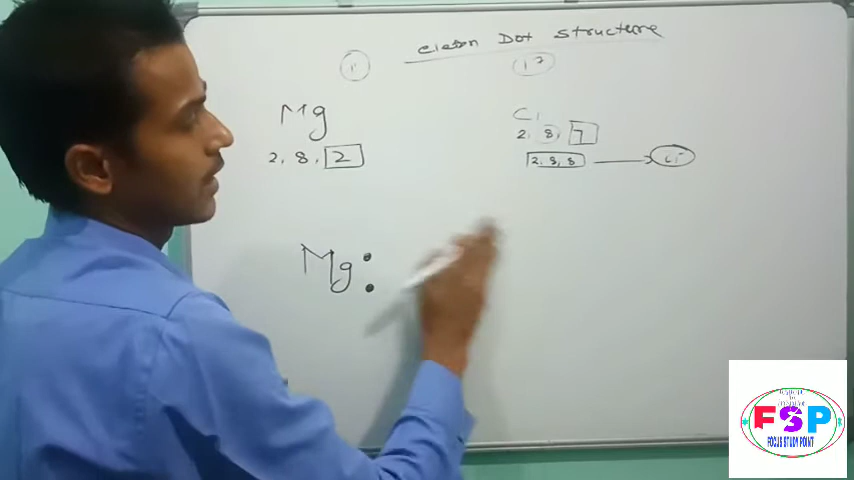 Dot Structure
17
Mg
Cl
2, 8, 2
2, 8, 7
2, 8, 8
Cl⁻
Mg:
FSP
FOCUS STUDY POINT